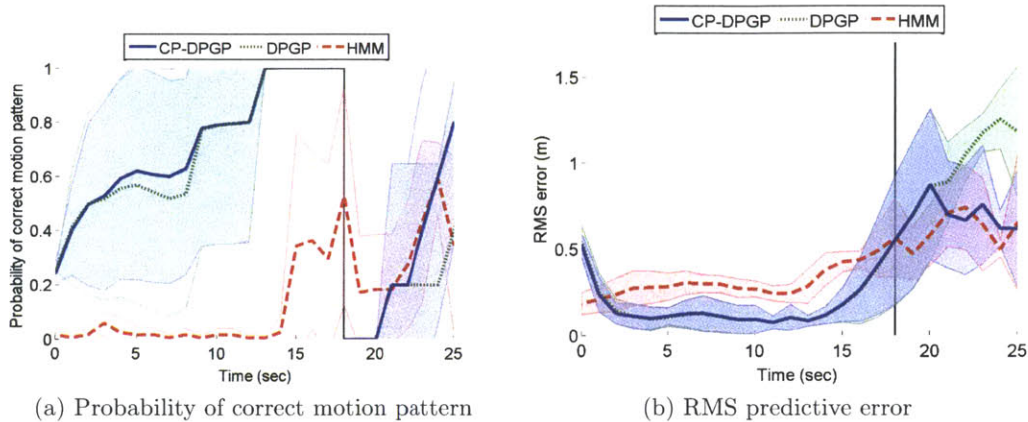 CP-DPGP DPGP HMM
Probability of correct motion pattern
1
0.8
0.6
0.4
0.2
0
0 5 10 15 20 25
Time (sec)
(a) Probability of correct motion pattern
CP-DPGP DPGP HMM
RMS error (m)
1.5
1
0.5
0
0 5 10 15 20 25
Time (sec)
(b) RMS predictive error